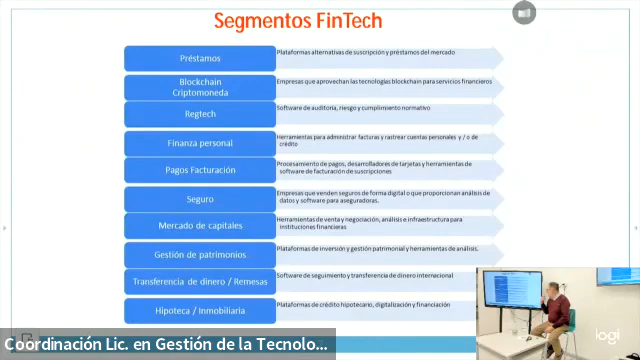 Segmentos FinTech
Préstamos
Plataformas alternativas de suscripción y préstamos del mercado
Blockchain
Criptomoneda
Empresas que aprovechan las tecnologías blockchain para servicios financieros
Regtech
Software de auditoría, riesgo y cumplimiento normativo
Finanza personal
Herramientas para administrar facturas y rastrear cuentas personales y / o de
crédito
Pagos Facturación
Procesamiento de pagos, desarrolladores de tarjetas y herramientas de
software de facturación de suscripciones
Seguro
Empresas que venden seguros de forma digital o que proporcionan análisis de
datos y software para aseguradoras.
Mercado de capitales
Herramientas de venta y negociación, análisis e infraestructura para
instituciones financieras
Gestión de patrimonios
Plataformas de inversión y gestión patrimonial y herramientas de análisis.
Transferencia de dinero / Remesas
Software de seguimiento y transferencia de dinero internacional
Hipoteca / Inmobiliaria
Plataformas de crédito hipotecario, digitalización y financiación
logi
Coordinación Lic. en Gestión de la Tecnolo...